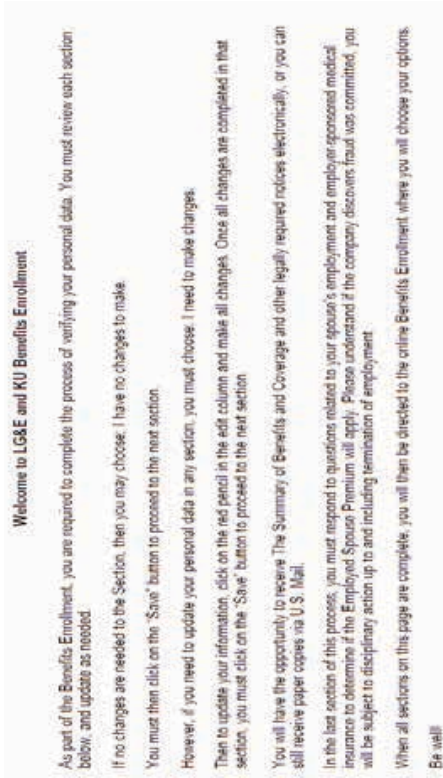 Welcome to LG&E and KU Benefits Enrollment
As part of the Benefits Enrollment, you are required to complete the process of verifying your personal data. You must review each section
below, and update as needed.
If no changes are needed to the Section, then you may choose: I have no changes to make.
You must then click on the "Save" button to proceed to the next section.
However, if you need to update your personal data in any section, you must choose: I need to make changes.
Then to update your information, click on the red pencil in the edit column and make all changes. Once all changes are completed in that
section, you must click on the "Save" button to proceed to the next section
You will have the opportunity to receive The Summary of Benefits and Coverage and other legally required notices electronically, or you can
still receive paper copies via U.S. Mail.
In the last section of this process, you must respond to questions related to your spouse's employment and employer-sponsored medical
insurance to determine if the Employed Spouse Premium will apply. Please understand if the company discovers fraud was committed, you
will be subject to disciplinary action up to and including termination of employment
When all sections on this page are complete, you will then be directed to the online Benefits Enrollment where you will choose your options.
Be well!